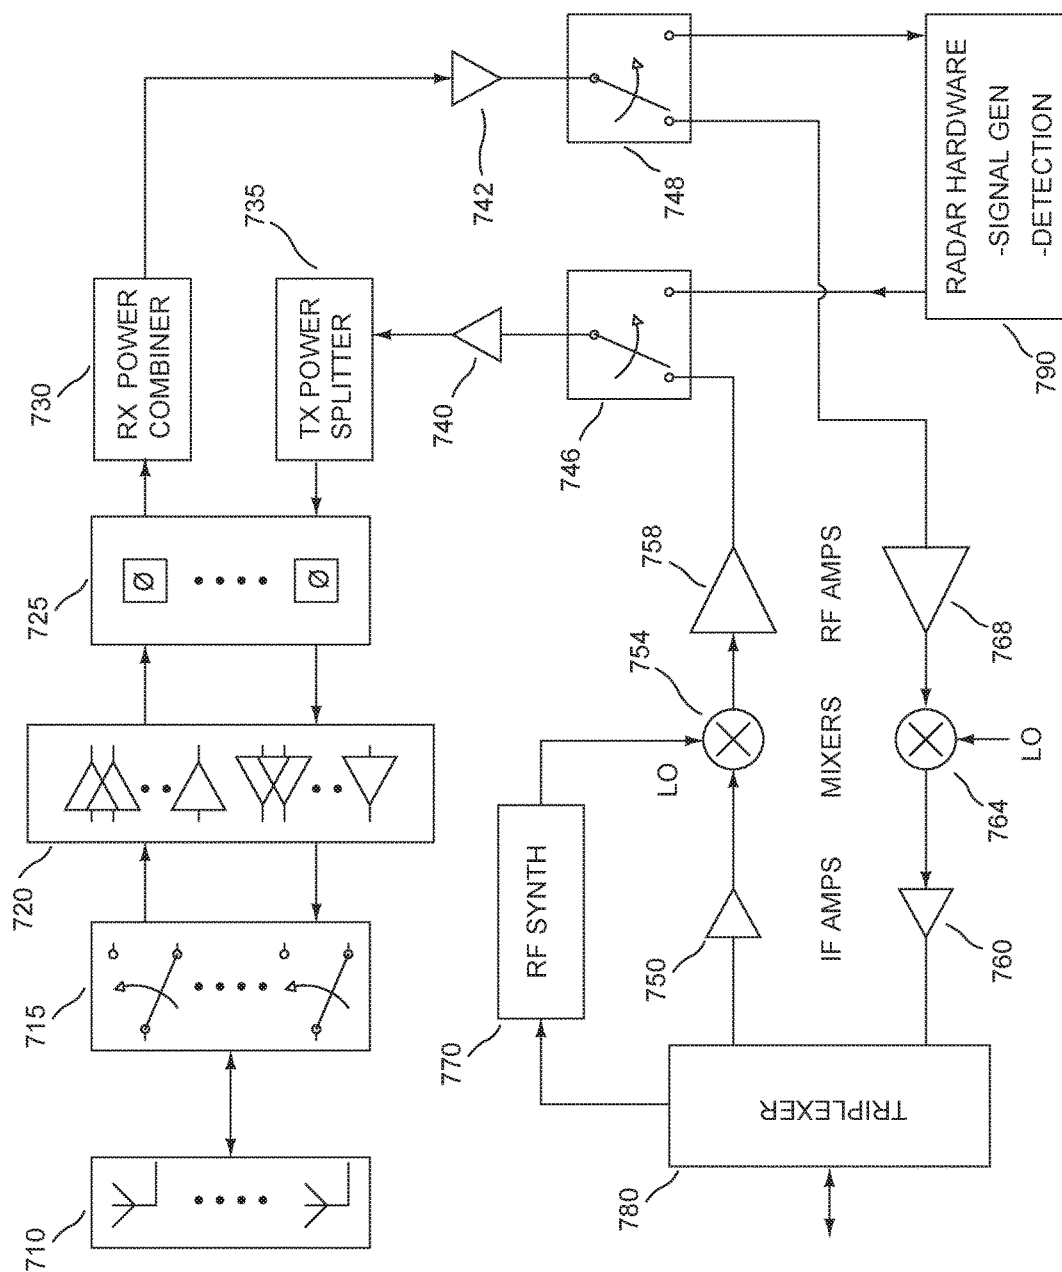 710
715
720
725
Ø
Ø
730
RX POWER
COMBINER
735
TX POWER
SPLITTER
740
742
746
748
770
RF SYNTH
LO
750
754
758
IF AMPS
MIXERS
RF AMPS
760
764
LO
768
780
TRIPLEXER
790
RADAR HARDWARE
-SIGNAL GEN
-DETECTION